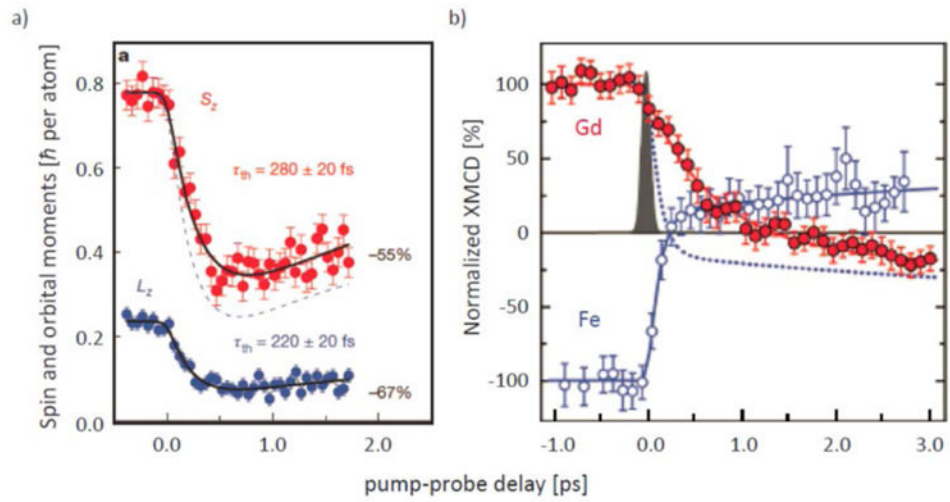 a)
b)
a
Spin and orbital moments [ℏ per atom]
0.8
0.6
0.4
0.2
0.0
S_z
τ_th = 280 ± 20 fs
–55%
L_z
τ_th = 220 ± 20 fs
–67%
0.0 1.0 2.0
Normalized XMCD [%]
100
50
0
-50
-100
Gd
Fe
-1.0 0.0 1.0 2.0 3.0
pump-probe delay [ps]